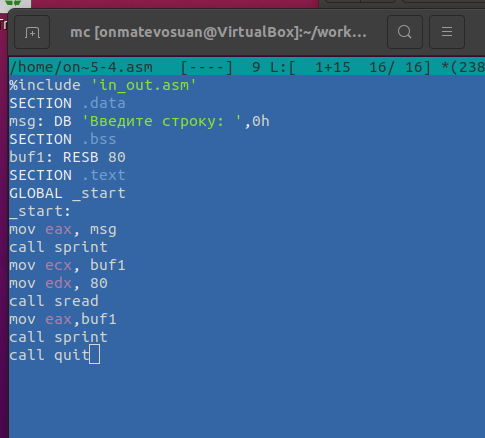 mc [onmatevosuan@VirtualBox]:~/work...
/home/on~5-4.asm [----] 9 L:[ 1+15 16/ 16] *(238
%include 'in_out.asm'
SECTION .data
msg: DB 'Введите строку: ',0h
SECTION .bss
buf1: RESB 80
SECTION .text
GLOBAL _start
_start:
mov eax, msg
call sprint
mov ecx, buf1
mov edx, 80
call sread
mov eax,buf1
call sprint
call quit